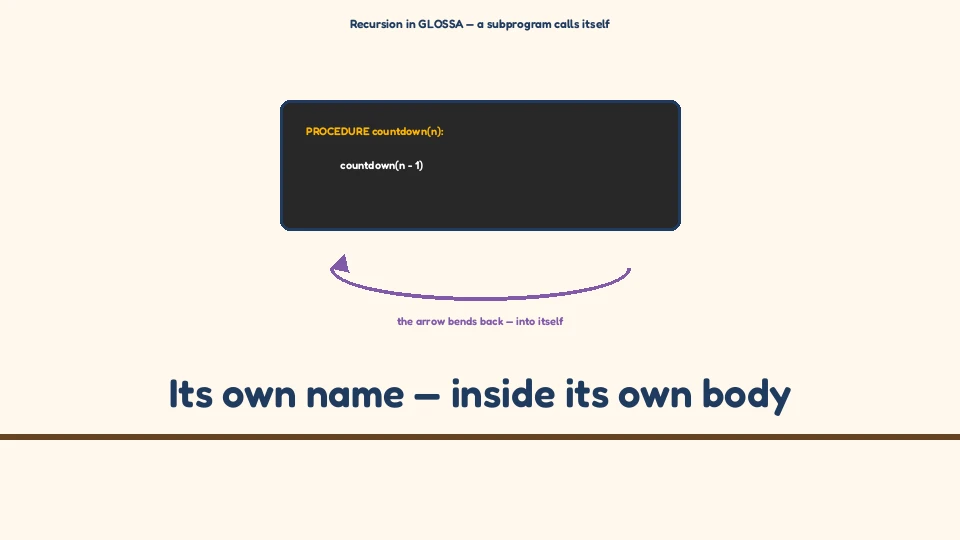 Recursion in GLOSSA — a subprogram calls itself
PROCEDURE countdown(n):
countdown(n - 1)
the arrow bends back — into itself
Its own name — inside its own body